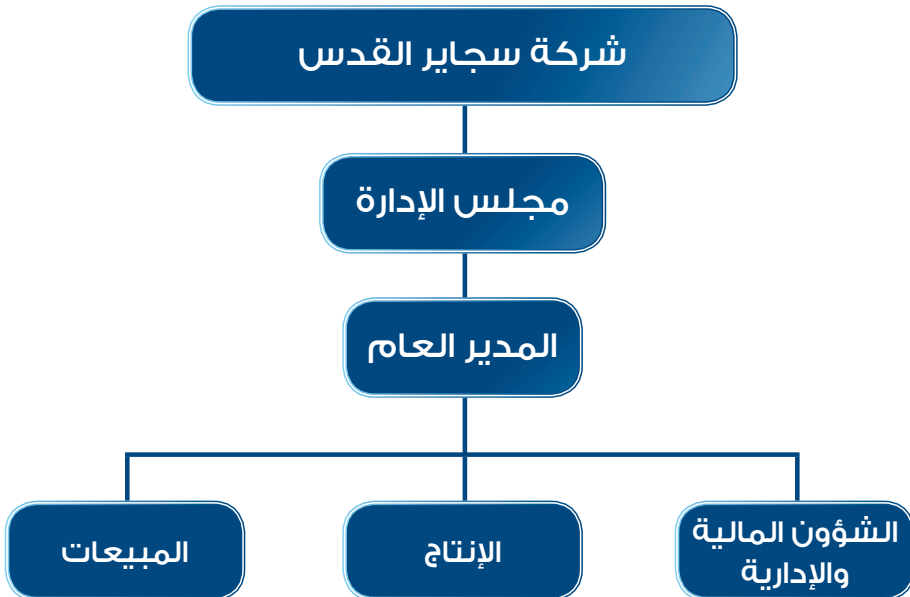 شركة سجاير القدس
مجلس الإدارة
المدير العام
الشؤون المالية
والإدارية
الإنتاج
المبيعات